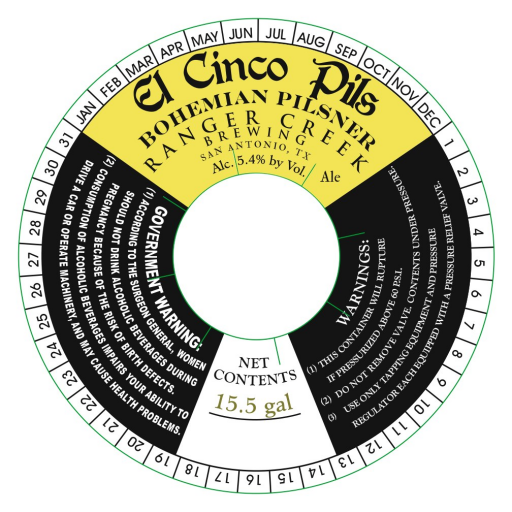 JAN FEB MAR APR MAY JUN JUL AUG SEP OCT NOV DEC
El Cinco Pils
BOHEMIAN PILSNER
RANGER CREEK
BREWING
SAN ANTONIO, TX
Alc. 5.4% by Vol.
Ale
1 2 3 4 5 6 7 8 9 10 11 12 13 14 15 16 17 18 19 20 21 22 23 24 25 26 27 28 29 30 31
WARNINGS:
(1) THIS CONTAINER WILL RUPTURE
IF PRESSURIZED ABOVE 60 P.S.I.
(2) DO NOT REMOVE VALVE. CONTENTS UNDER PRESSURE.
(3) USE ONLY TAPPING EQUIPMENT AND PRESSURE
REGULATOR EACH EQUIPPED WITH A PRESSURE RELIEF VALVE.
NET
CONTENTS
15.5 gal
GOVERNMENT WARNING:
(1) ACCORDING TO THE SURGEON GENERAL, WOMEN
SHOULD NOT DRINK ALCOHOLIC BEVERAGES DURING
PREGNANCY BECAUSE OF THE RISK OF BIRTH DEFECTS.
(2) CONSUMPTION OF ALCOHOLIC BEVERAGES IMPAIRS YOUR ABILITY TO
DRIVE A CAR OR OPERATE MACHINERY, AND MAY CAUSE HEALTH PROBLEMS.